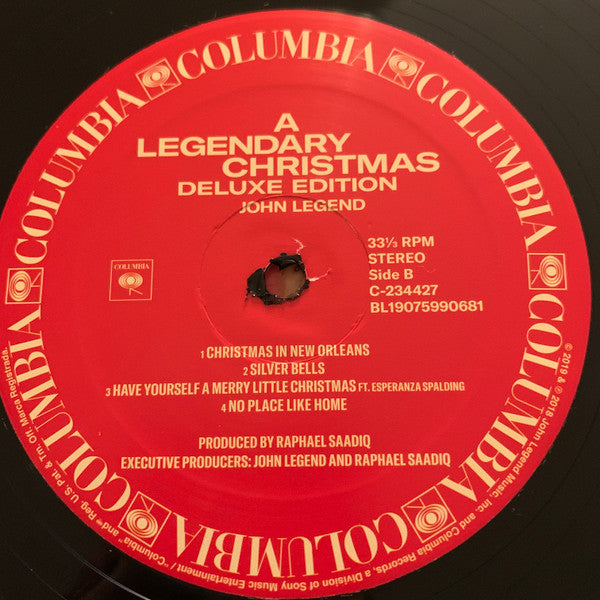 COLUMBIA COLUMBIA COLUMBIA COLUMBIA COLUMBIA COLUMBIA
A
LEGENDARY
CHRISTMAS
DELUXE EDITION
JOHN LEGEND
COLUMBIA
33⅓ RPM
STEREO
Side B
C-234427
BL19075990681
1 CHRISTMAS IN NEW ORLEANS
2 SILVER BELLS
3 HAVE YOURSELF A MERRY LITTLE CHRISTMAS FT. ESPERANZA SPALDING
4 NO PLACE LIKE HOME
PRODUCED BY RAPHAEL SAADIQ
EXECUTIVE PRODUCERS: JOHN LEGEND AND RAPHAEL SAADIQ
© 2019 & ℗ 2018 John Legend Music, Inc. and Columbia Records, a Division of Sony Music Entertainment / "Columbia" and Reg. U.S. Pat. & Tm. Off. Marca Registrada.